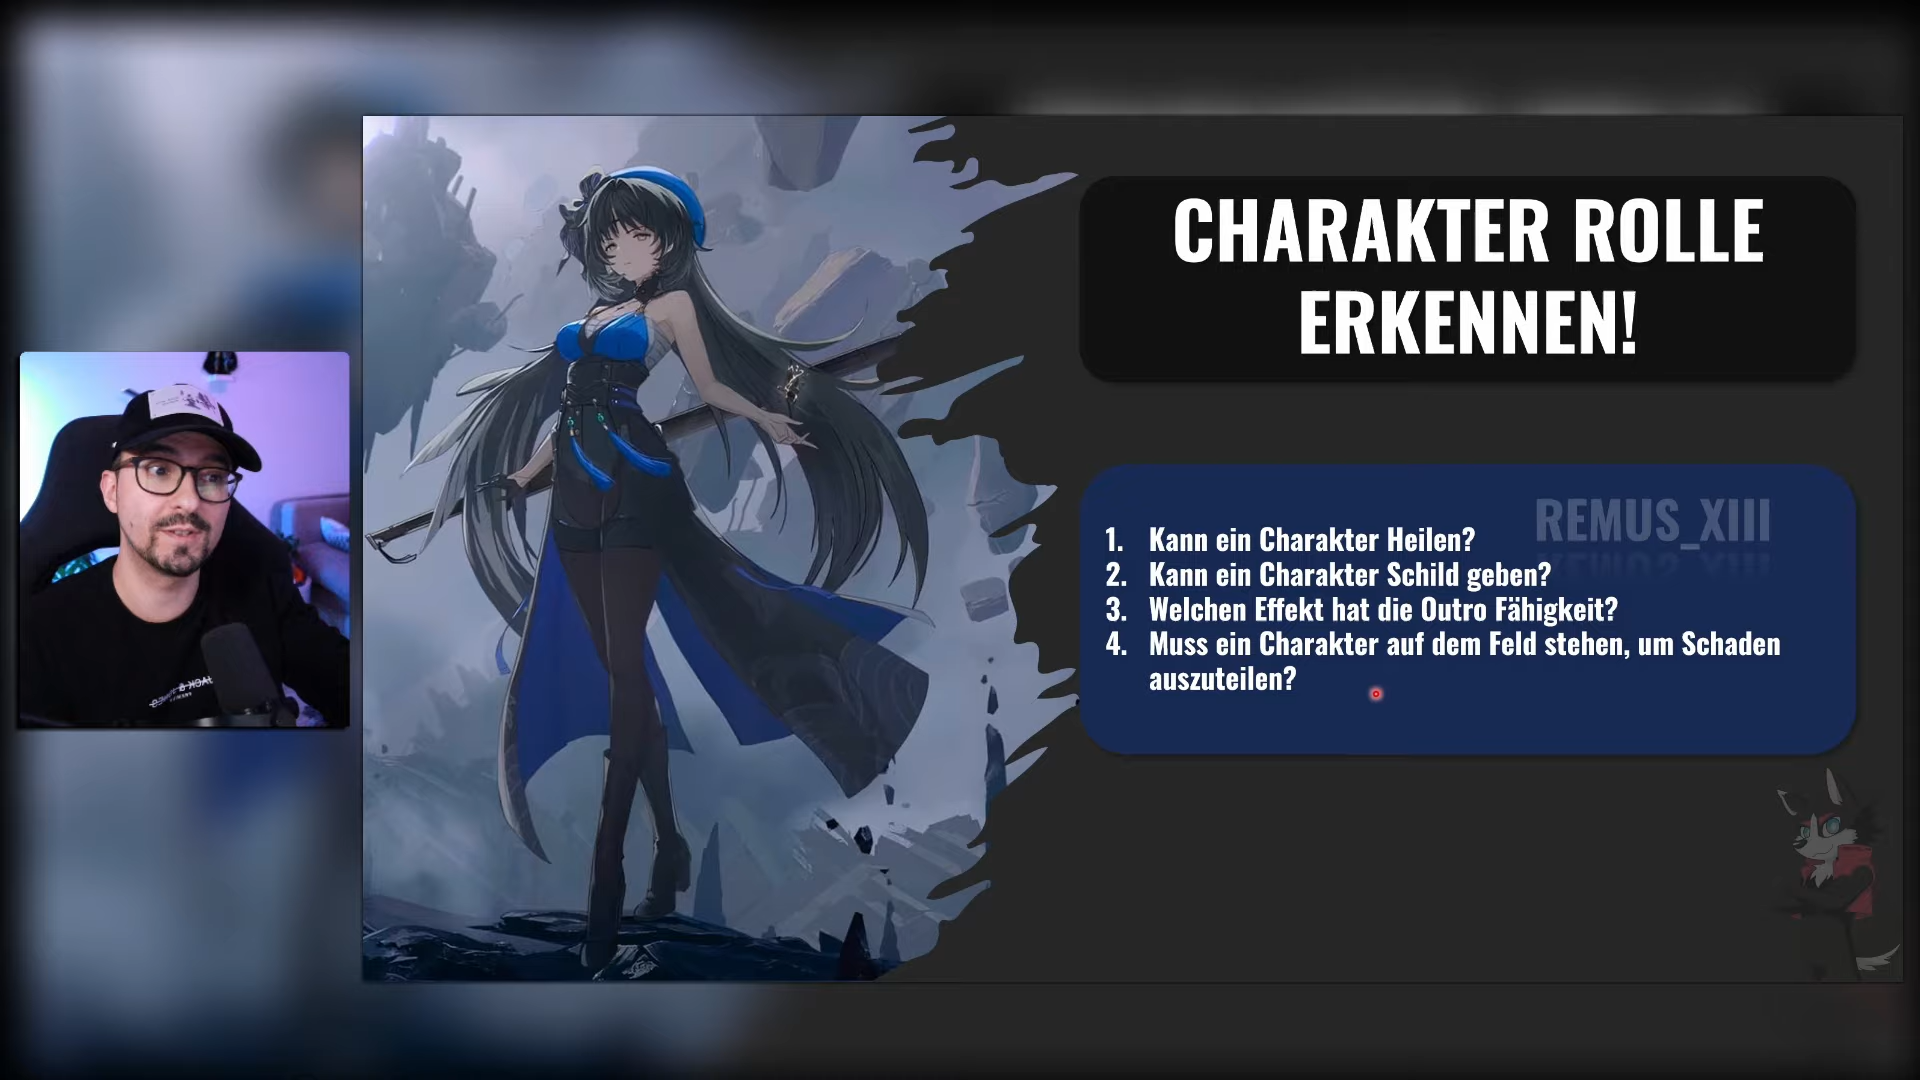 CHARAKTER ROLLE
ERKENNEN!
REMUS_XIII
1. Kann ein Charakter Heilen?
2. Kann ein Charakter Schild geben?
3. Welchen Effekt hat die Outro Fähigkeit?
4. Muss ein Charakter auf dem Feld stehen, um Schaden
auszuteilen?